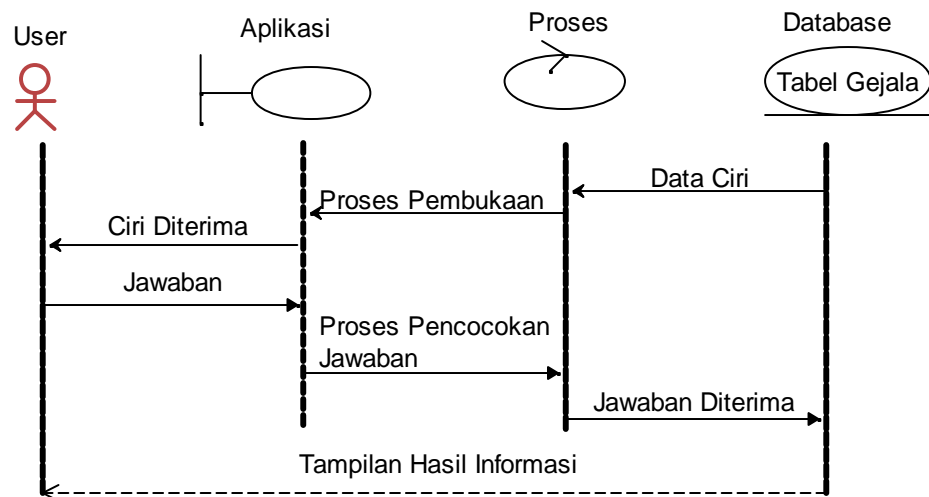 User
Aplikasi
Proses
Database
Tabel Gejala
Data Ciri
Proses Pembukaan
Ciri Diterima
Jawaban
Proses Pencocokan
Jawaban
Jawaban Diterima
Tampilan Hasil Informasi